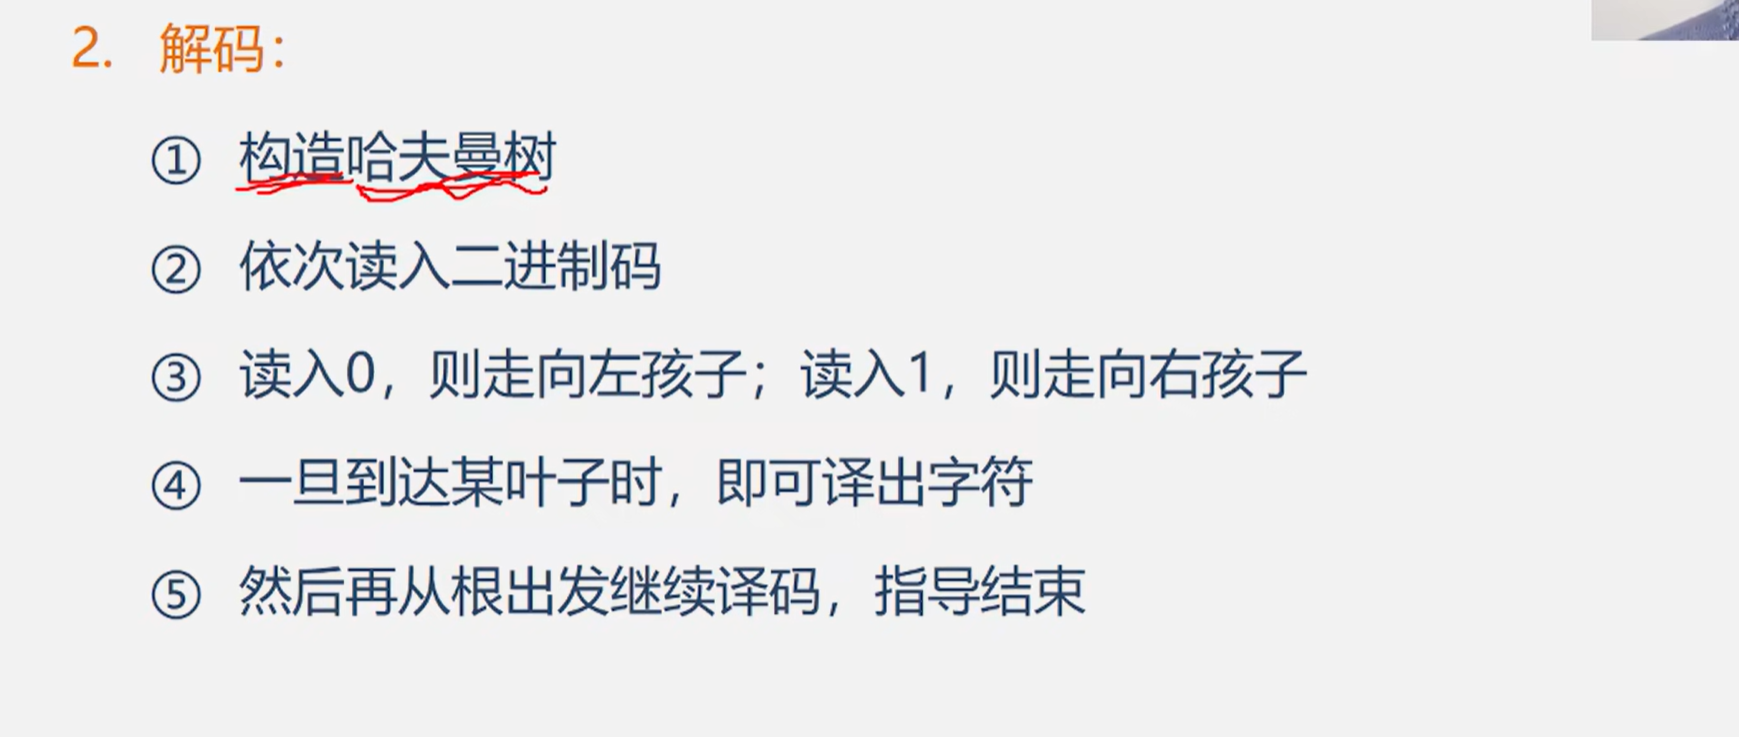 2. 解码：
① 构造哈夫曼树
② 依次读入二进制码
③ 读入0，则走向左孩子；读入1，则走向右孩子
④ 一旦到达某叶子时，即可译出字符
⑤ 然后再从根出发继续译码，指导结束